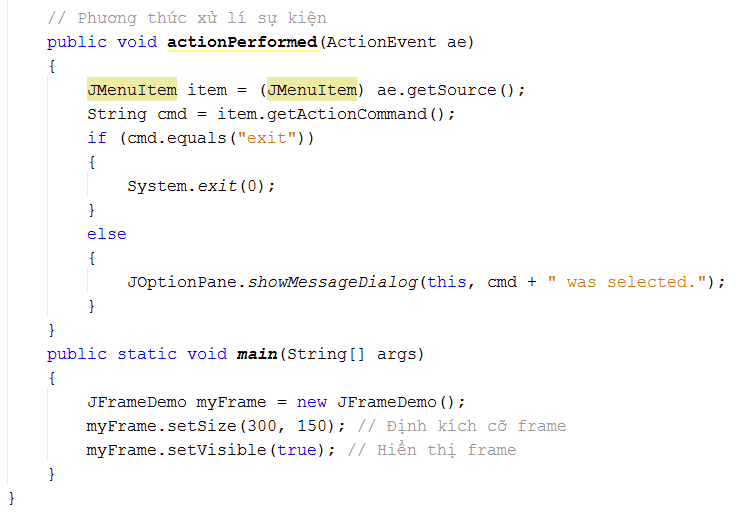 // Phương thức xử lí sự kiện
public void actionPerformed(ActionEvent ae)
{
JMenuItem item = (JMenuItem) ae.getSource();
String cmd = item.getActionCommand();
if (cmd.equals("exit"))
{
System.exit(0);
}
else
{
JOptionPane.showMessageDialog(this, cmd + " was selected.");
}
}
public static void main(String[] args)
{
JFrameDemo myFrame = new JFrameDemo();
myFrame.setSize(300, 150); // Định kích cỡ frame
myFrame.setVisible(true); // Hiển thị frame
}
}